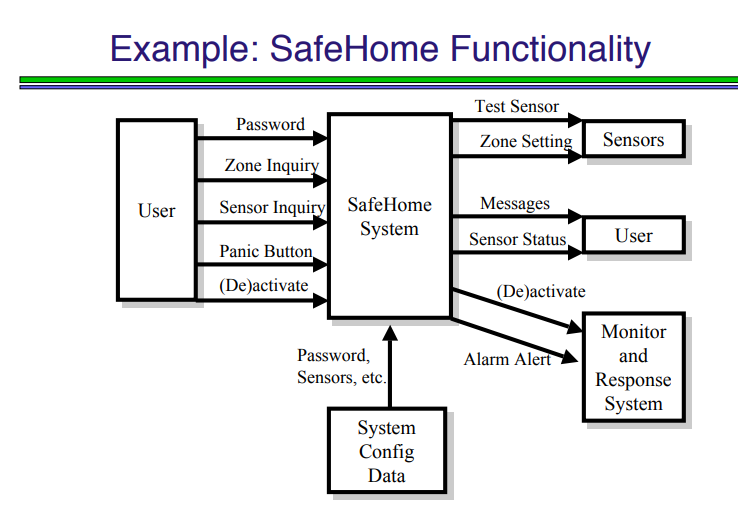 Example: SafeHome Functionality
Password
Zone Inquiry
Sensor Inquiry
Panic Button
(De)activate
User
SafeHome
System
Test Sensor
Zone Setting
Sensors
Messages
Sensor Status
User
(De)activate
Alarm Alert
Monitor
and
Response
System
Password,
Sensors, etc.
System
Config
Data